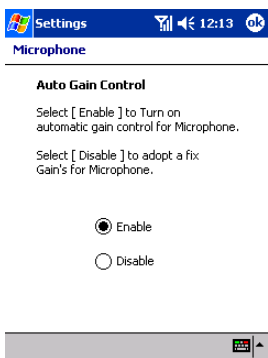 Settings 12:13 ok
Microphone
Auto Gain Control
Select [ Enable ] to Turn on
automatic gain control for Microphone.
Select [ Disable ] to adopt a fix
Gain's for Microphone.
Enable
Disable